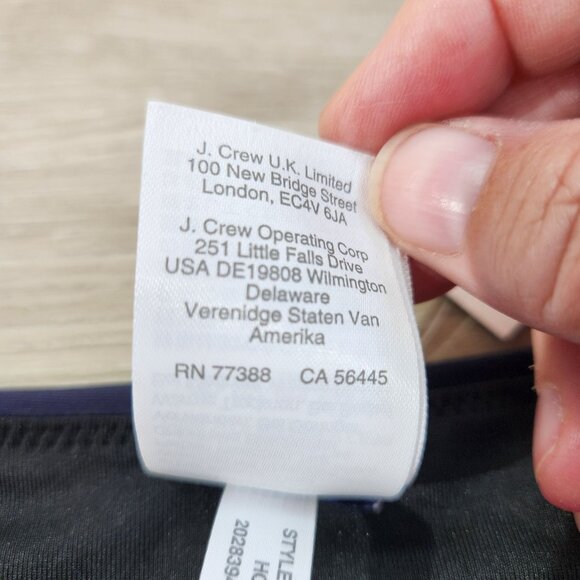 J. Crew U.K. Limited
100 New Bridge Street
London, EC4V 6JA
J. Crew Operating Corp
251 Little Falls Drive
USA DE19808 Wilmington
Delaware
Verenidge Staten Van
Amerika
RN 77388 CA 56445
STYLE